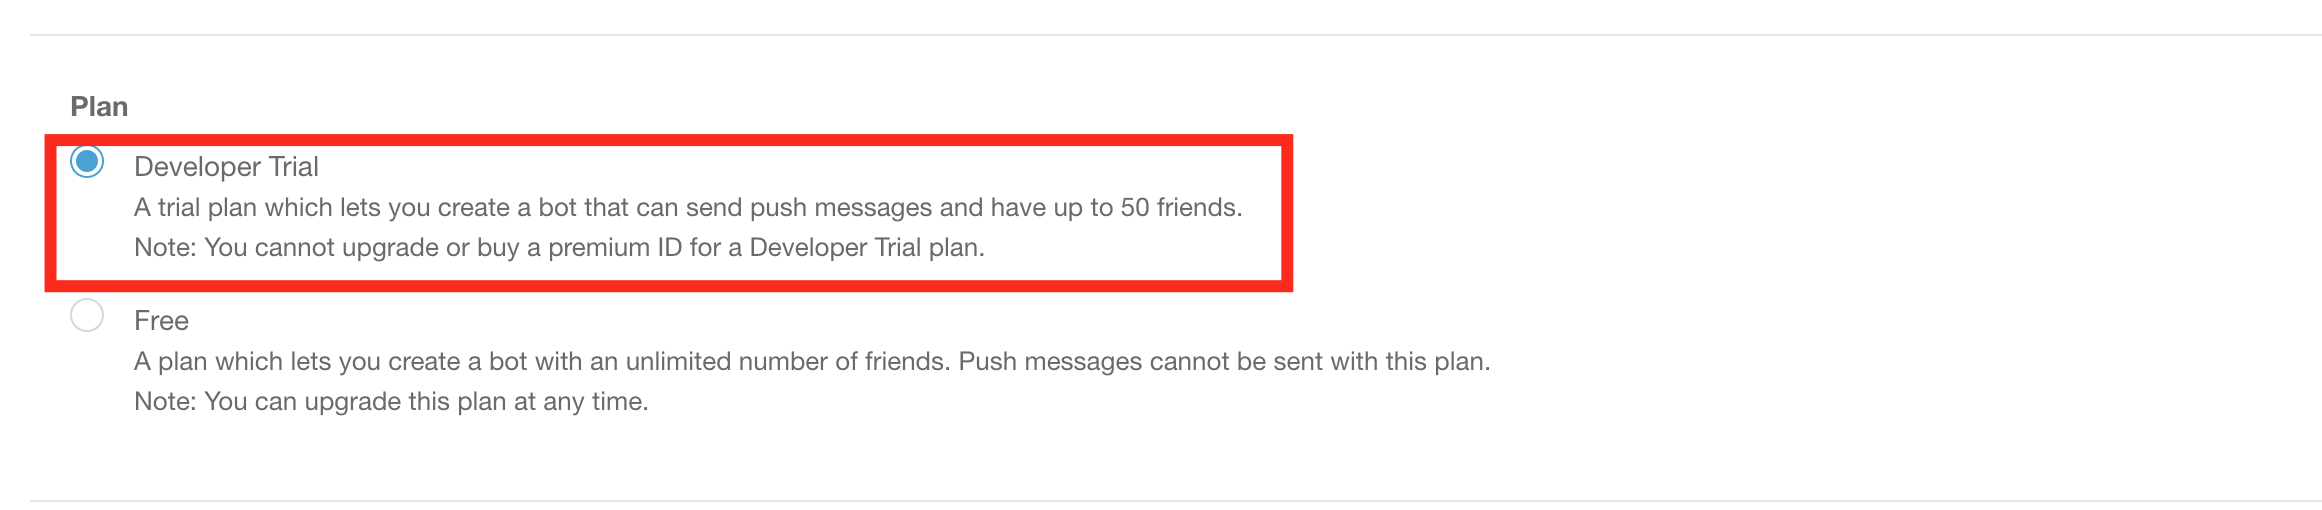 Plan
Developer Trial
A trial plan which lets you create a bot that can send push messages and have up to 50 friends.
Note: You cannot upgrade or buy a premium ID for a Developer Trial plan.
Free
A plan which lets you create a bot with an unlimited number of friends. Push messages cannot be sent with this plan.
Note: You can upgrade this plan at any time.